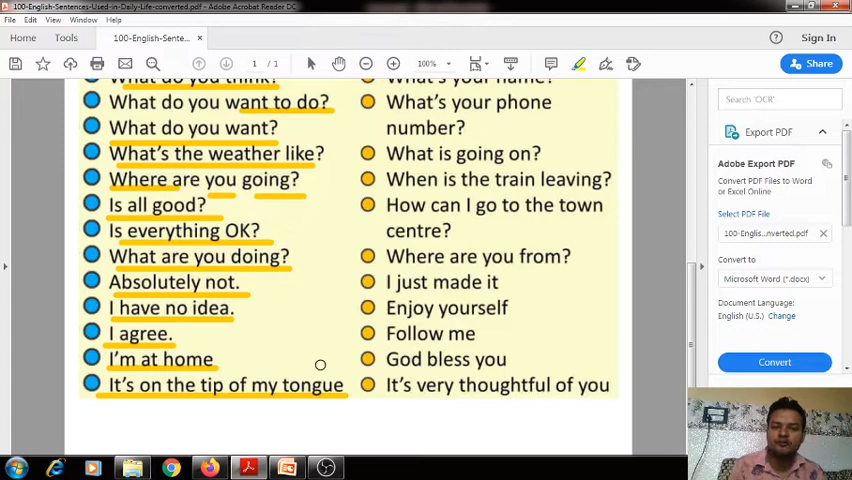 100-English-Sentences-Used-in-Daily-Life-converted.pdf - Adobe Acrobat Reader DC
File Edit View Window Help
Home Tools 100-English-Sente... Sign In
1 / 1 100% Share
What do you think?
What do you want to do?
What do you want?
What's the weather like?
Where are you going?
Is all good?
Is everything OK?
What are you doing?
Absolutely not.
I have no idea.
I agree.
I'm at home
It's on the tip of my tongue
What's your name?
What's your phone
number?
What is going on?
When is the train leaving?
How can I go to the town
centre?
Where are you from?
I just made it
Enjoy yourself
Follow me
God bless you
It's very thoughtful of you
Search 'OCR'
Export PDF
Adobe Export PDF
Convert PDF Files to Word
or Excel Online
Select PDF File
100-Englis...nverted.pdf
Convert to
Microsoft Word (*.docx)
Document Language:
English (U.S.) Change
Convert